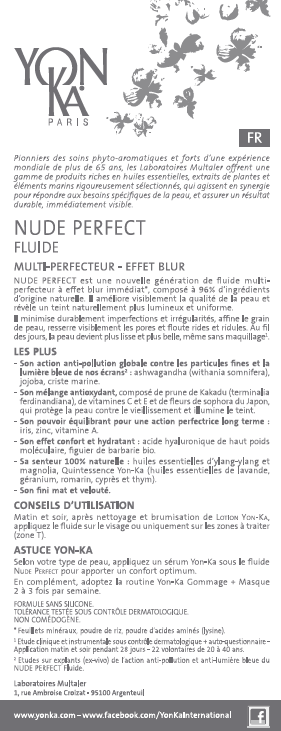 YON
KA
PARIS
FR
Pionniers des soins phyto-aromatiques et forts d'une expérience
mondiale de plus de 65 ans, les Laboratoires Multaler offrent une
gamme de produits riches en huiles essentielles, extraits de plantes et
éléments marins rigoureusement sélectionnés, qui agissent en synergie
pour répondre aux besoins spécifiques de la peau, et assurer un résultat
durable, immédiatement visible.
NUDE PERFECT
FLUIDE
MULTI-PERFECTEUR - EFFET BLUR
NUDE PERFECT est une nouvelle génération de fluide multi-
perfecteur à effet blur immédiat*, composé à 96% d'ingrédients
d'origine naturelle. Il améliore visiblement la qualité de la peau et
révèle un teint naturellement plus lumineux et uniforme.
Il minimise durablement imperfections et irrégularités, affine le grain
de peau, resserre visiblement les pores et floute rides et ridules. Au fil
des jours, la peau devient plus lisse et plus belle, même sans maquillage¹.
LES PLUS
- Son action anti-pollution globale contre les particules fines et la
lumière bleue de nos écrans² : ashwagandha (withania somnifera),
jojoba, criste marine.
- Son mélange antioxydant, composé de prune de Kakadu (terminalia
ferdinandiana), de vitamines C et E et de fleurs de sophora du Japon,
qui protège la peau contre le vieillissement et illumine le teint.
- Son pouvoir équilibrant pour une action perfectrice long terme :
iris, zinc, vitamine A.
- Son effet confort et hydratant : acide hyaluronique de haut poids
moléculaire, figuier de barbarie bio.
- Sa senteur 100% naturelle : huiles essentielles d'ylang-ylang et
magnolia, Quintessence Yon-Ka (huiles essentielles de lavande,
géranium, romarin, cyprès et thym).
- Son fini mat et velouté.
CONSEILS D'UTILISATION
Matin et soir, après nettoyage et brumisation de LOTION YON-KA,
appliquez le fluide sur le visage ou uniquement sur les zones à traiter
(zone T).
ASTUCE YON-KA
Selon votre type de peau, appliquez un sérum Yon-Ka sous le fluide
NUDE PERFECT pour apporter un confort optimum.
En complément, adoptez la routine Yon-Ka Gommage + Masque
2 à 3 fois par semaine.
FORMULE SANS SILICONE.
TOLÉRANCE TESTÉE SOUS CONTRÔLE DERMATOLOGIQUE.
NON COMÉDOGÈNE.
* Feuillets minéraux, poudre de riz, poudre d'acides aminés (lysine).
¹ Etude clinique et instrumentale sous contrôle dermatologique + auto-questionnaire -
Application matin et soir pendant 28 jours - 22 volontaires de 20 à 40 ans.
² Etudes sur explants (ex-vivo) de l'action anti-pollution et anti-lumière bleue du
NUDE PERFECT Fluide.
Laboratoires Multaler
1, rue Ambroise Croizat • 95100 Argenteuil
www.yonka.com – www.facebook.com/YonKaInternational
f